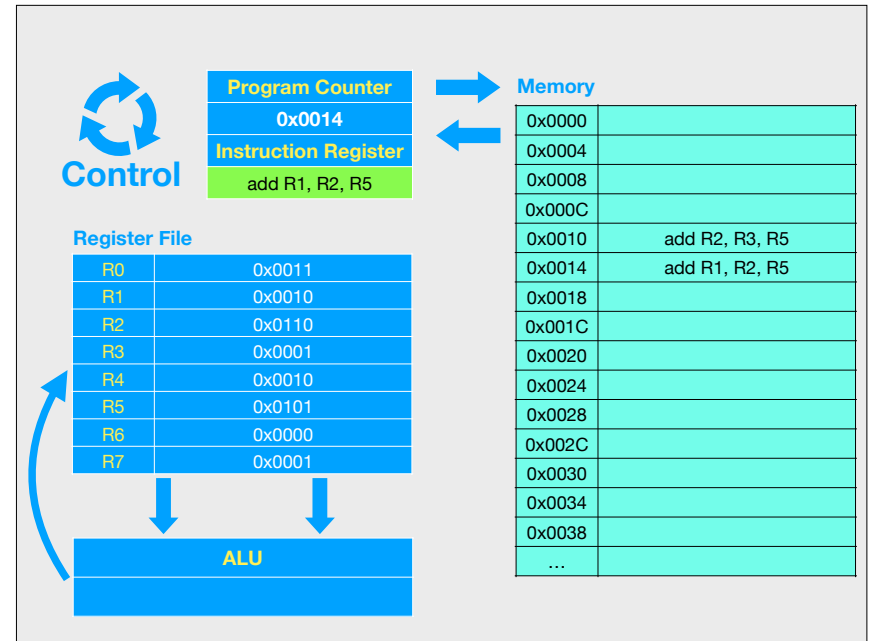 Program Counter
0x0014
Instruction Register
add R1, R2, R5
Control
Register File
R0 0x0011
R1 0x0010
R2 0x0110
R3 0x0001
R4 0x0010
R5 0x0101
R6 0x0000
R7 0x0001
ALU
Memory
0x0000
0x0004
0x0008
0x000C
0x0010 add R2, R3, R5
0x0014 add R1, R2, R5
0x0018
0x001C
0x0020
0x0024
0x0028
0x002C
0x0030
0x0034
0x0038
…